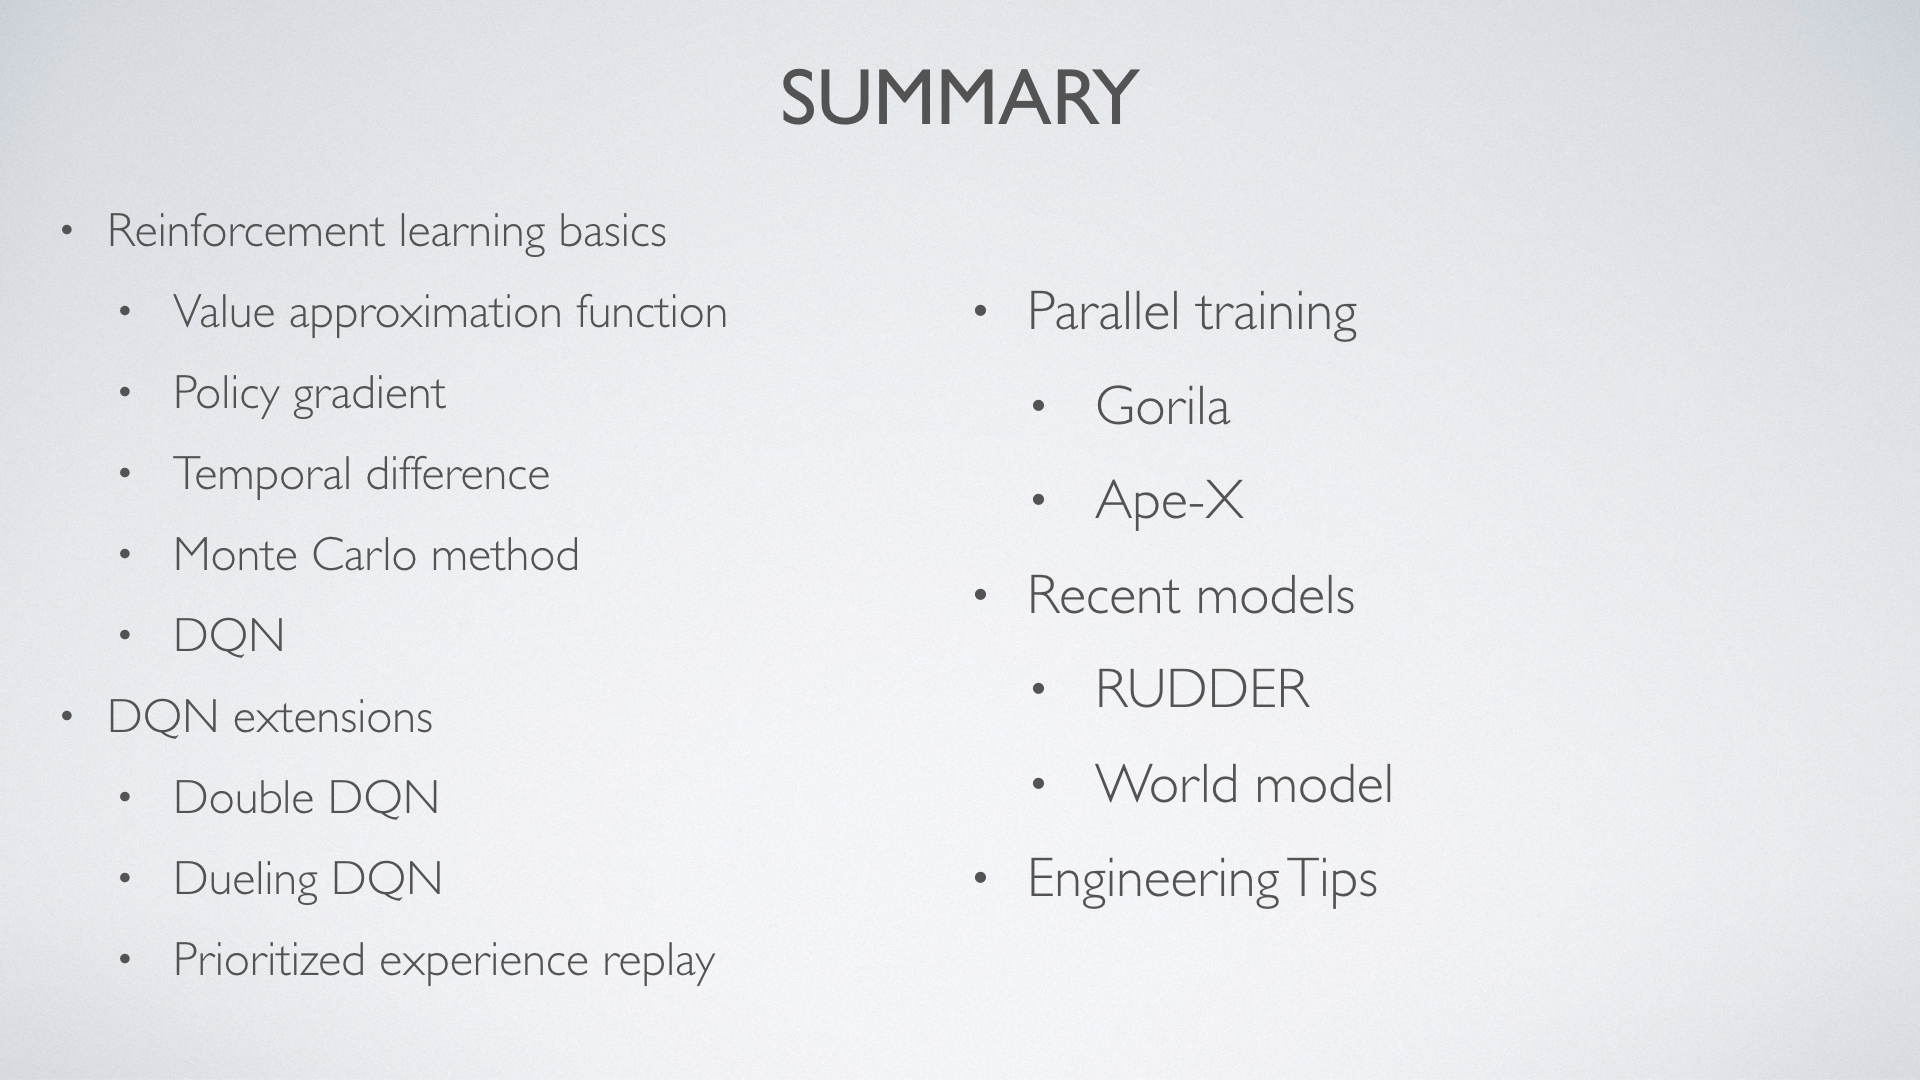 SUMMARY
• Reinforcement learning basics
• Value approximation function
• Policy gradient
• Temporal difference
• Monte Carlo method
• DQN
• DQN extensions
• Double DQN
• Dueling DQN
• Prioritized experience replay
• Parallel training
• Gorila
• Ape-X
• Recent models
• RUDDER
• World model
• Engineering Tips